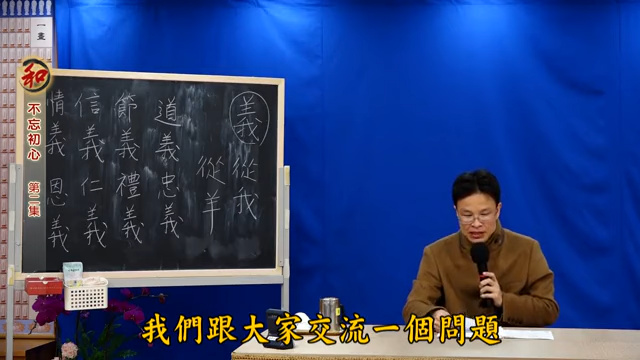 一畫
和
不忘初心 第二集
義 從我
從羊
道義 忠義
節義 禮義
信義 仁義
情義 恩義
我們跟大家交流一個問題